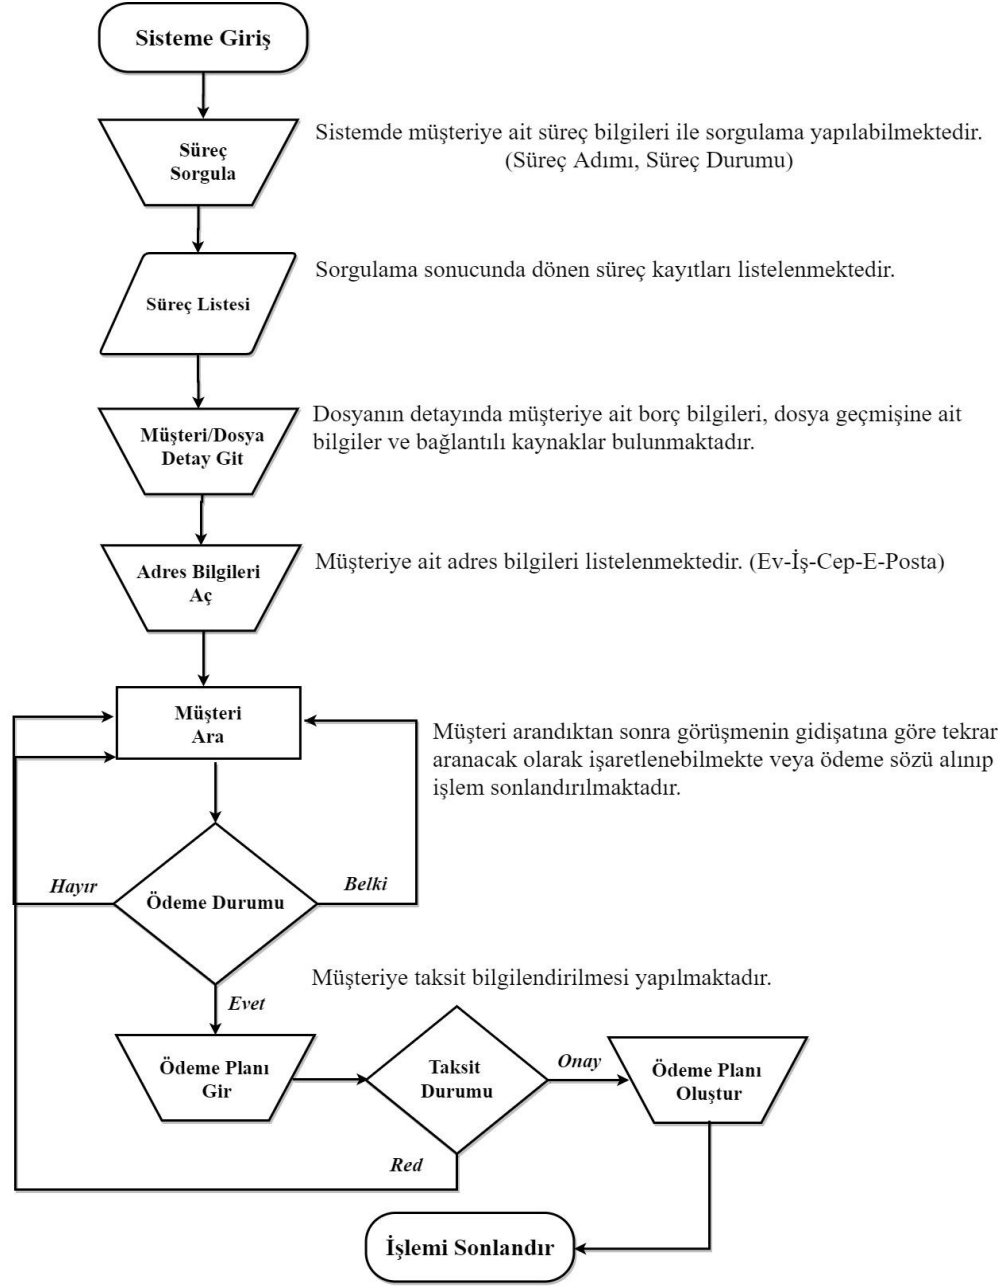 Sisteme Giriş
Süreç
Sorgula
Sistemde müşteriye ait süreç bilgileri ile sorgulama yapılabilmektedir.
(Süreç Adımı, Süreç Durumu)
Süreç Listesi
Sorgulama sonucunda dönen süreç kayıtları listelenmektedir.
Müşteri/Dosya
Detay Git
Dosyanın detayında müşteriye ait borç bilgileri, dosya geçmişine ait
bilgiler ve bağlantılı kaynaklar bulunmaktadır.
Adres Bilgileri
Aç
Müşteriye ait adres bilgileri listelenmektedir. (Ev-İş-Cep-E-Posta)
Müşteri
Ara
Müşteri arandıktan sonra görüşmenin gidişatına göre tekrar
aranacak olarak işaretlenebilmekte veya ödeme sözü alınıp
işlem sonlandırılmaktadır.
Hayır
Ödeme Durumu
Belki
Evet
Müşteriye taksit bilgilendirilmesi yapılmaktadır.
Ödeme Planı
Gir
Taksit
Durumu
Onay
Ödeme Planı
Oluştur
Red
İşlemi Sonlandır